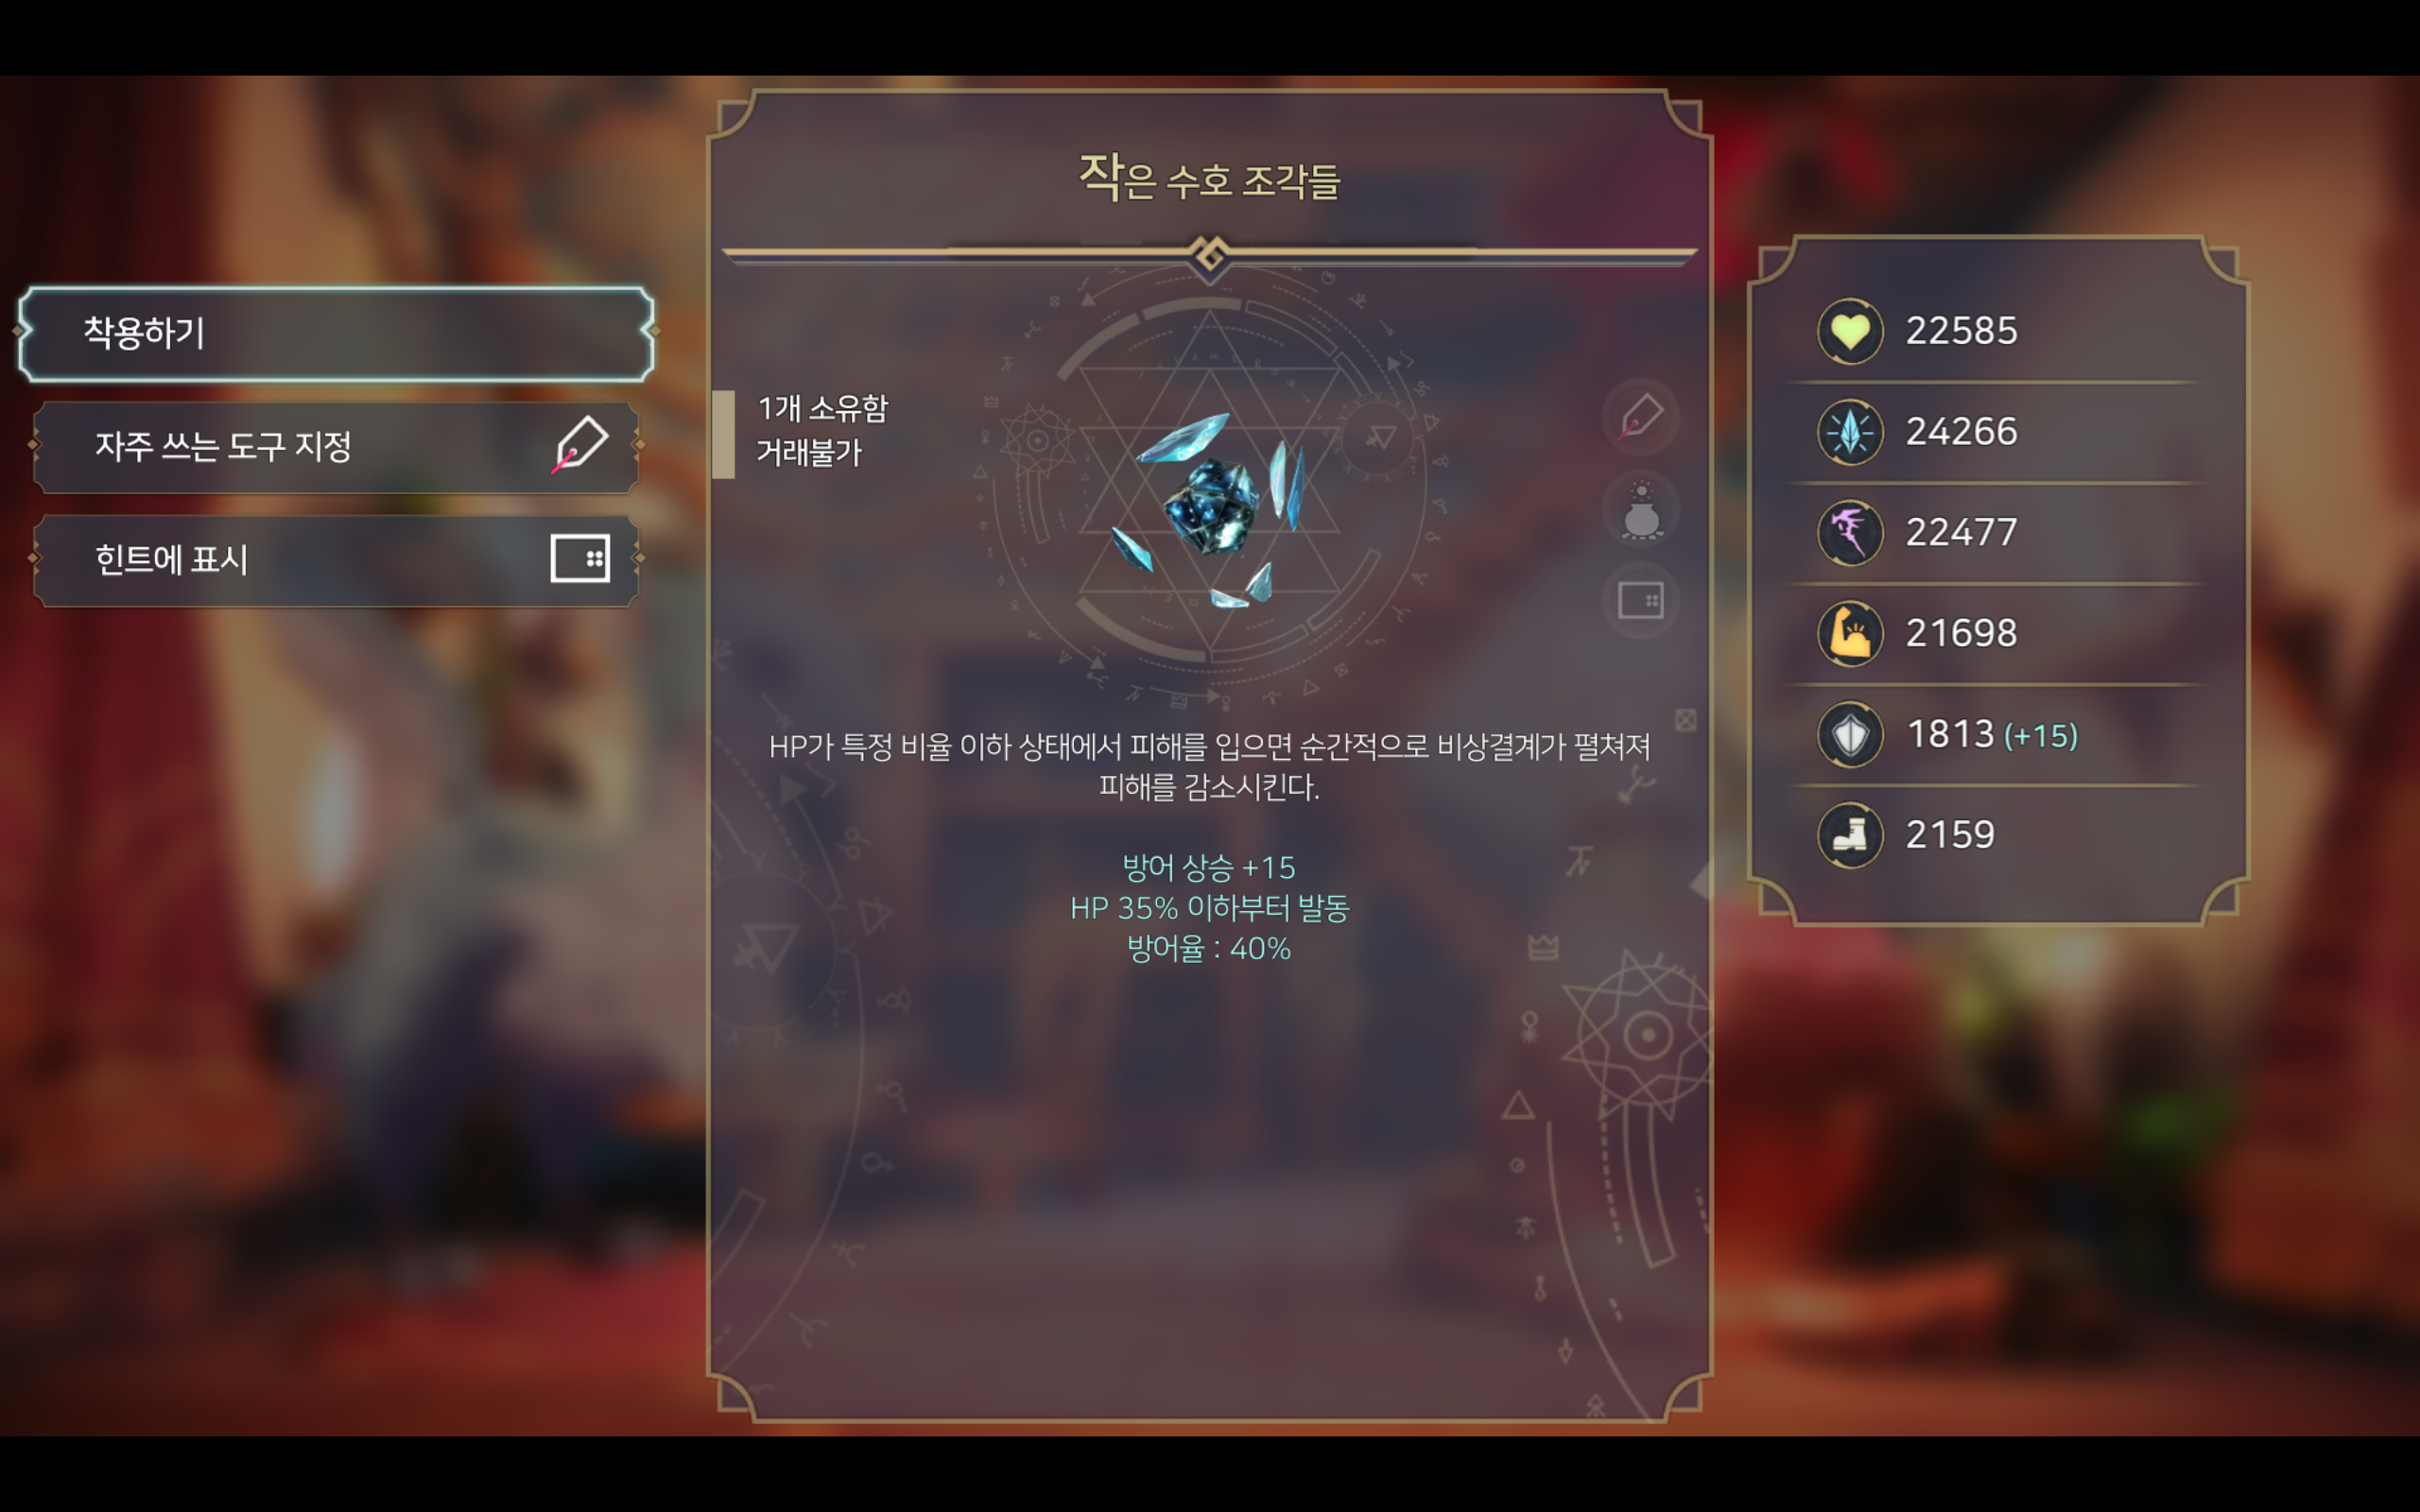 작은 수호 조각들
착용하기
자주 쓰는 도구 지정
힌트에 표시
1개 소유함
거래불가
HP가 특정 비율 이하 상태에서 피해를 입으면 순간적으로 비상결계가 펼쳐져
피해를 감소시킨다.
방어 상승 +15
HP 35% 이하부터 발동
방어율 : 40%
22585
24266
22477
21698
1813 (+15)
2159